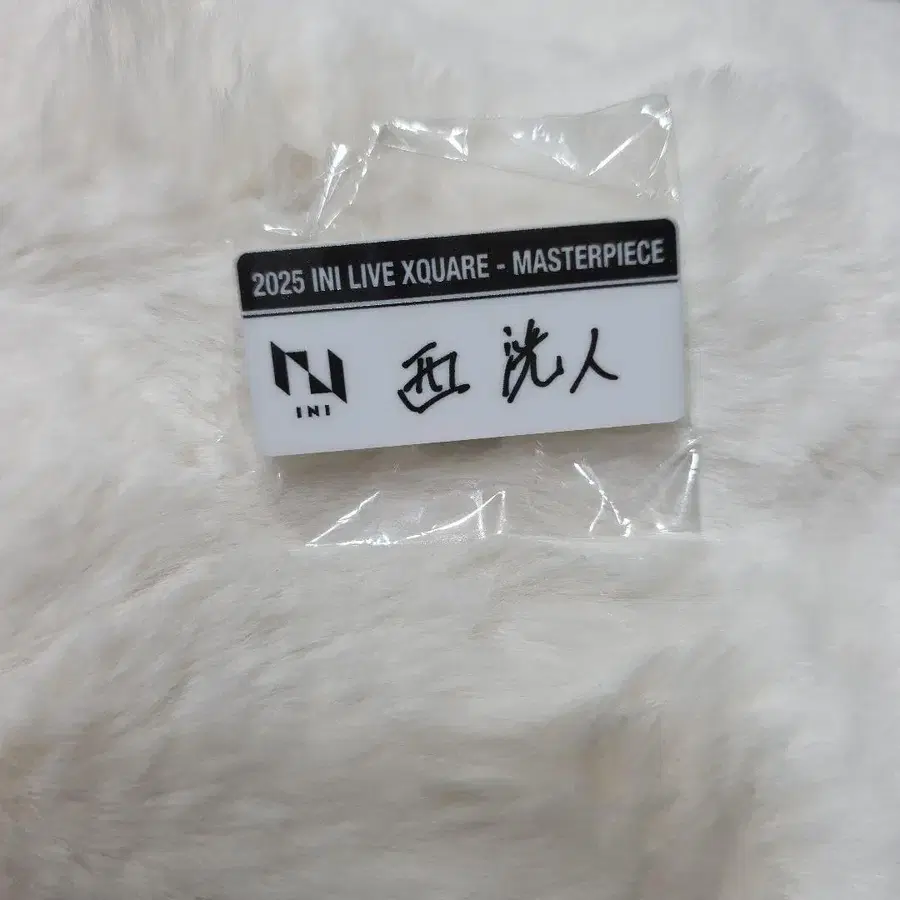 2025 INI LIVE XQUARE - MASTERPIECE
INI
西 洸人